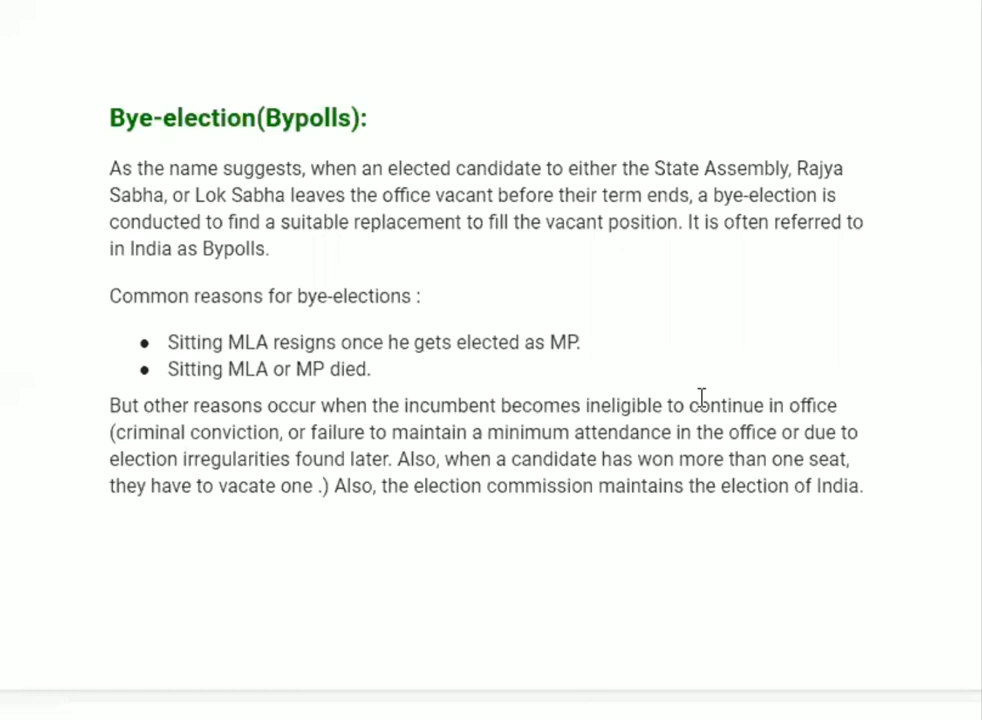 Bye-election(Bypolls):
As the name suggests, when an elected candidate to either the State Assembly, Rajya
Sabha, or Lok Sabha leaves the office vacant before their term ends, a bye-election is
conducted to find a suitable replacement to fill the vacant position. It is often referred to
in India as Bypolls.
Common reasons for bye-elections :
● Sitting MLA resigns once he gets elected as MP.
● Sitting MLA or MP died.
But other reasons occur when the incumbent becomes ineligible to continue in office
(criminal conviction, or failure to maintain a minimum attendance in the office or due to
election irregularities found later. Also, when a candidate has won more than one seat,
they have to vacate one .) Also, the election commission maintains the election of India.